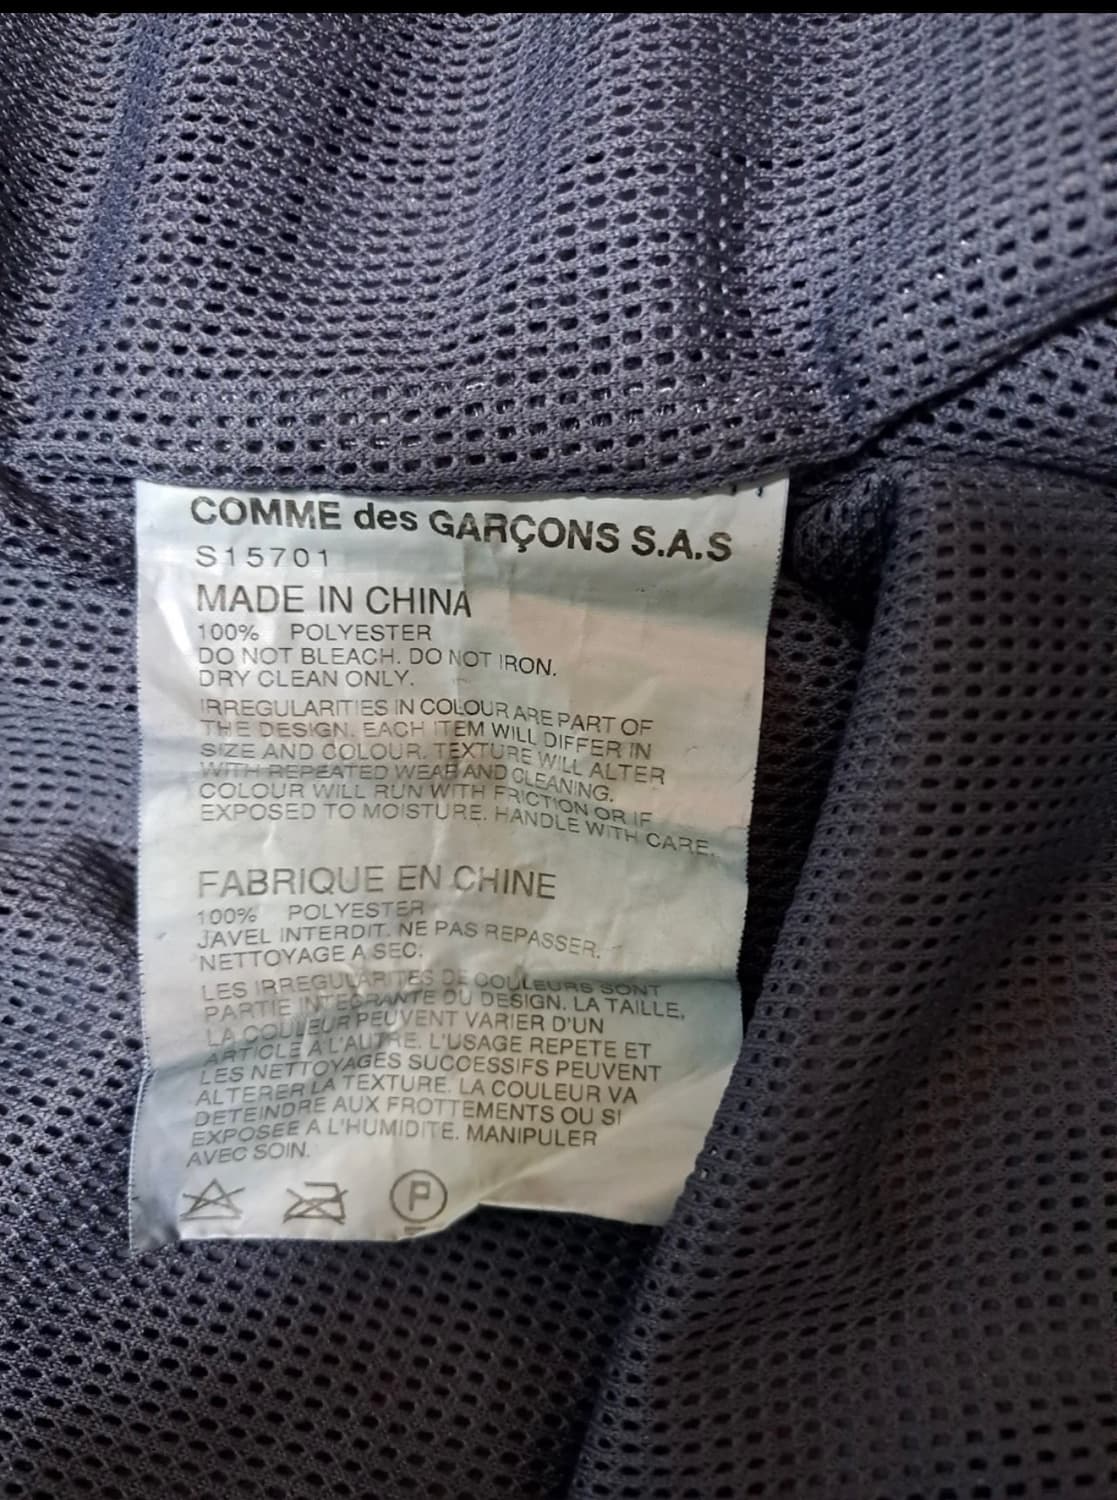 COMME des GARÇONS S.A.S
S15701
MADE IN CHINA
100% POLYESTER
DO NOT BLEACH. DO NOT IRON.
DRY CLEAN ONLY.
IRREGULARITIES IN COLOUR ARE PART OF
THE DESIGN. EACH ITEM WILL DIFFER IN
SIZE AND COLOUR. TEXTURE WILL ALTER
WITH REPEATED WEAR AND CLEANING.
COLOUR WILL RUN WITH FRICTION OR IF
EXPOSED TO MOISTURE. HANDLE WITH CARE.
FABRIQUE EN CHINE
100% POLYESTER
JAVEL INTERDIT. NE PAS REPASSER.
NETTOYAGE A SEC.
LES IRREGULARITES DE COULEURS SONT
PARTIE INTEGRANTE DU DESIGN. LA TAILLE,
LA COULEUR PEUVENT VARIER D'UN
ARTICLE A L'AUTRE. L'USAGE REPETE ET
LES NETTOYAGES SUCCESSIFS PEUVENT
ALTERER LA TEXTURE. LA COULEUR VA
DETEINDRE AUX FROTTEMENTS OU SI
EXPOSEE A L'HUMIDITE. MANIPULER
AVEC SOIN.
P